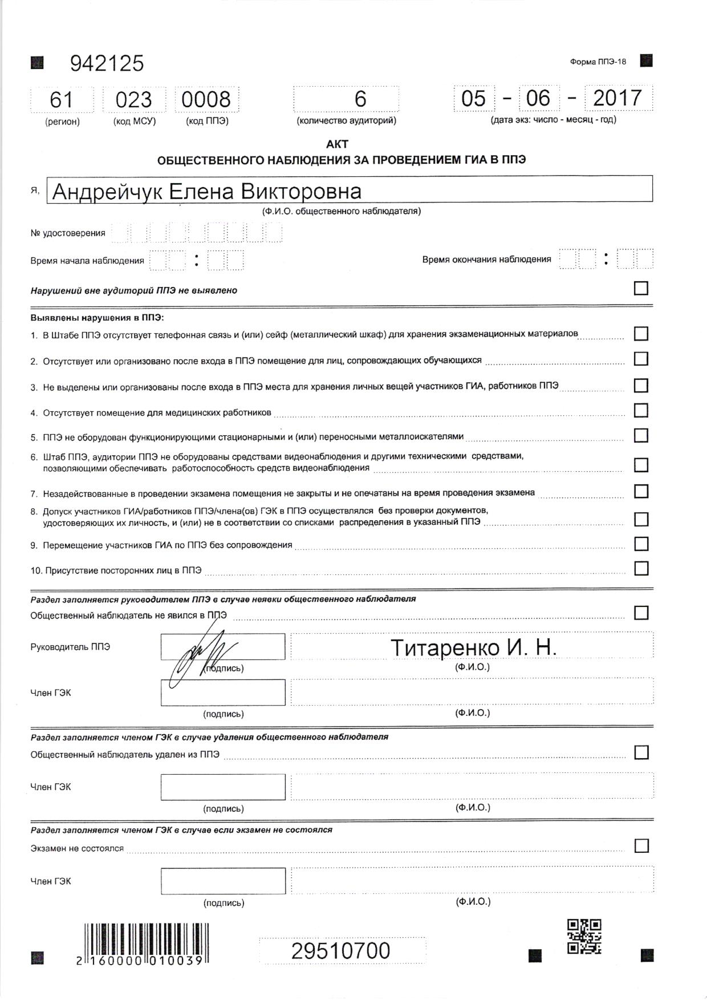 942125
Форма ППЭ-18
61 023 0008 6 05 - 06 - 2017
(регион) (код МСУ) (код ППЭ) (количество аудиторий) (дата экз: число - месяц - год)
АКТ
ОБЩЕСТВЕННОГО НАБЛЮДЕНИЯ ЗА ПРОВЕДЕНИЕМ ГИА В ППЭ
Я, Андрейчук Елена Викторовна
(Ф.И.О. общественного наблюдателя)
№ удостоверения
Время начала наблюдения : Время окончания наблюдения :
Нарушений вне аудиторий ППЭ не выявлено
Выявлены нарушения в ППЭ:
1. В Штабе ППЭ отсутствует телефонная связь и (или) сейф (металлический шкаф) для хранения экзаменационных материалов
2. Отсутствует или организовано после входа в ППЭ помещение для лиц, сопровождающих обучающихся
3. Не выделены или организованы после входа в ППЭ места для хранения личных вещей участников ГИА, работников ППЭ
4. Отсутствует помещение для медицинских работников
5. ППЭ не оборудован функционирующими стационарными и (или) переносными металлоискателями
6. Штаб ППЭ, аудитории ППЭ не оборудованы средствами видеонаблюдения и другими техническими средствами,
позволяющими обеспечивать работоспособность средств видеонаблюдения
7. Незадействованные в проведении экзамена помещения не закрыты и не опечатаны на время проведения экзамена
8. Допуск участников ГИА/работников ППЭ/члена(ов) ГЭК в ППЭ осуществлялся без проверки документов,
удостоверяющих их личность, и (или) не в соответствии со списками распределения в указанный ППЭ
9. Перемещение участников ГИА по ППЭ без сопровождения
10. Присутствие посторонних лиц в ППЭ
Раздел заполняется руководителем ППЭ в случае неявки общественного наблюдателя
Общественный наблюдатель не явился в ППЭ
Руководитель ППЭ Титаренко И. Н.
(подпись) (Ф.И.О.)
Член ГЭК
(подпись) (Ф.И.О.)
Раздел заполняется членом ГЭК в случае удаления общественного наблюдателя
Общественный наблюдатель удален из ППЭ
Член ГЭК
(подпись) (Ф.И.О.)
Раздел заполняется членом ГЭК в случае если экзамен не состоялся
Экзамен не состоялся
Член ГЭК
(подпись) (Ф.И.О.)
2 160000 010039
29510700